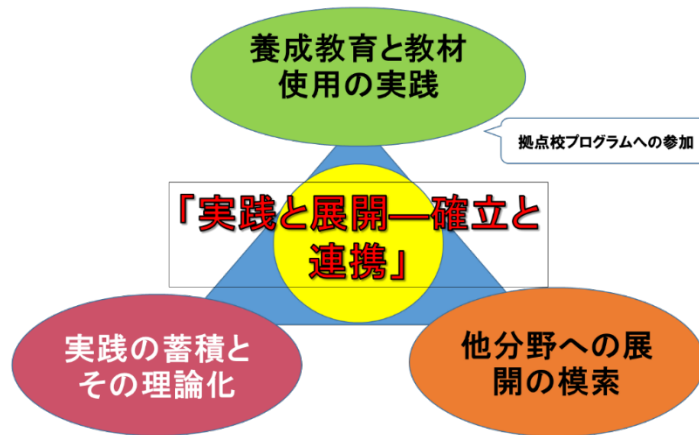 養成教育と教材
使用の実践
拠点校プログラムへの参加
「実践と展開―確立と
連携」
実践の蓄積と
その理論化
他分野への展
開の模索